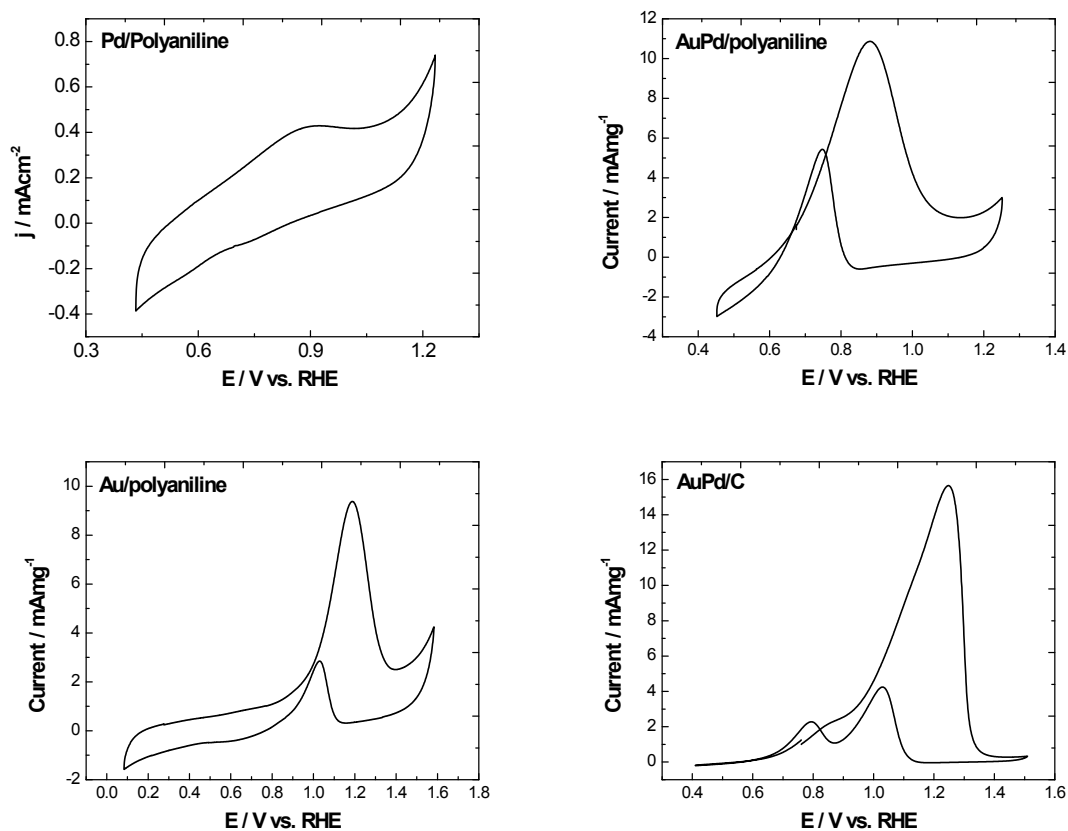 Pd/Polyaniline
0.8
0.6
0.4
0.2
0.0
-0.2
-0.4
j / mAcm-2
0.3 0.6 0.9 1.2
E / V vs. RHE
AuPd/polyaniline
12
10
8
6
4
2
0
-2
-4
Current / mAmg-1
0.4 0.6 0.8 1.0 1.2 1.4
E / V vs. RHE
Au/polyaniline
10
8
6
4
2
0
-2
Current / mAmg-1
0.0 0.2 0.4 0.6 0.8 1.0 1.2 1.4 1.6 1.8
E / V vs. RHE
AuPd/C
16
14
12
10
8
6
4
2
0
Current / mAmg-1
0.4 0.6 0.8 1.0 1.2 1.4 1.6
E / V vs. RHE